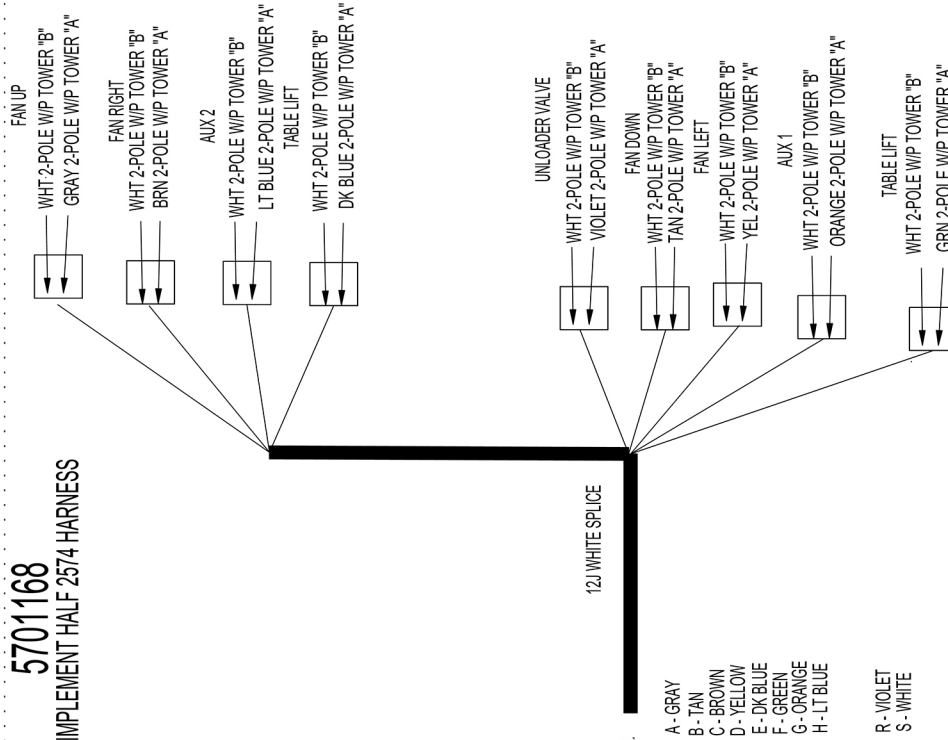 5701168
IMPLEMENT HALF 2574 HARNESS
FAN UP
WHT 2-POLE W/P TOWER "B"
GRAY 2-POLE W/P TOWER "A"
FAN RIGHT
WHT 2-POLE W/P TOWER "B"
BRN 2-POLE W/P TOWER "A"
AUX 2
WHT 2-POLE W/P TOWER "B"
LT BLUE 2-POLE W/P TOWER "A"
TABLE LIFT
WHT 2-POLE W/P TOWER "B"
DK BLUE 2-POLE W/P TOWER "A"
UNLOADER VALVE
WHT 2-POLE W/P TOWER "B"
VIOLET 2-POLE W/P TOWER "A"
FAN DOWN
WHT 2-POLE W/P TOWER "B"
TAN 2-POLE W/P TOWER "A"
FAN LEFT
WHT 2-POLE W/P TOWER "B"
YEL 2-POLE W/P TOWER "A"
AUX 1
WHT 2-POLE W/P TOWER "B"
ORANGE 2-POLE W/P TOWER "A"
TABLE LIFT
WHT 2-POLE W/P TOWER "B"
GRN 2-POLE W/P TOWER "A"
12J WHITE SPLICE
A - GRAY
B - TAN
C - BROWN
D - YELLOW
E - DK BLUE
F - GREEN
G - ORANGE
H - LT BLUE
R - VIOLET
S - WHITE